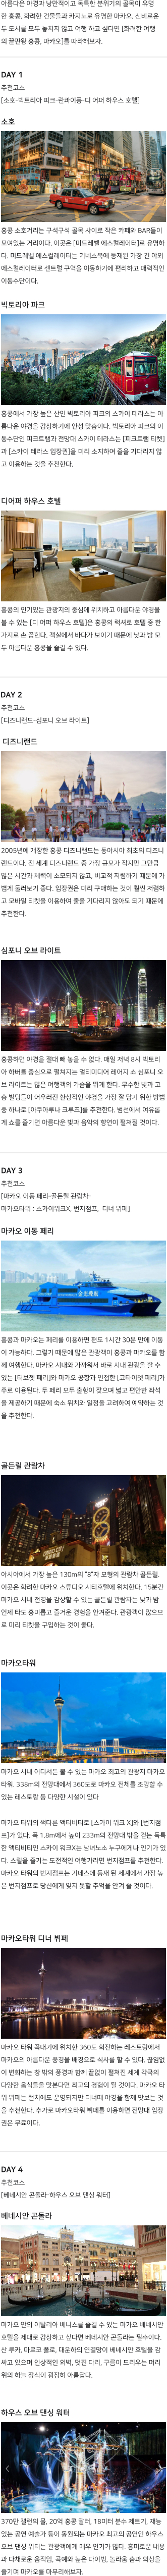 아름다운 야경과 낭만적이고 독특한 분위기의 골목이 유명
한 홍콩. 화려한 건물들과 카지노로 유명한 마카오. 신비로운
두 도시를 모두 놓치지 않고 여행 하고 싶다면 [화려한 여행
의 끝판왕 홍콩, 마카오]를 따라해보자.
DAY 1
추천코스
[소호-빅토리아 피크-란콰이퐁-디 어퍼 하우스 호텔]
소호
홍콩 소호거리는 구석구석 골목 사이로 작은 카페와 BAR들이
모여있는 거리이다. 이곳은 [미드레벨 에스컬레이터]로 유명하
다. 미드레벨 에스컬레이터는 기네스북에 등재된 가장 긴 야외
에스컬레이터로 센트럴 구역을 이동하기에 편리하고 매력적인
이동수단이다.
빅토리아 파크
홍콩에서 가장 높은 산인 빅토리아 피크의 스카이 테라스는 아
름다운 야경을 감상하기에 안성 맞춤이다. 빅토리아 피크의 이
동수단인 피크트램과 전망대 스카이 테라스는 [피크트램 티켓]
과 [스카이 테라스 입장권]을 미리 소지하여 줄을 기다리지 않
고 이용하는 것을 추천한다.
디어퍼 하우스 호텔
홍콩의 인기있는 관광지의 중심에 위치하고 아름다운 야경을
볼 수 있는 [디 어퍼 하우스 호텔]은 홍콩의 럭셔로 호텔 중 한
가지로 손 꼽힌다. 객실에서 바다가 보이기 때문에 낮과 밤 모
두 아름다운 홍콩을 즐길 수 있다.
DAY 2
추천코스
[디즈니랜드-심포니 오브 라이트]
디즈니랜드
2005년에 개장한 홍콩 디즈니랜드는 동아시아 최초의 디즈니
랜드이다. 전 세계 디즈니랜드 중 가장 규모가 작지만 그만큼
많은 시간과 체력이 소모되지 않고, 비교적 저렴하기 때문에 가
볍게 둘러보기 좋다. 입장권은 미리 구매하는 것이 훨씬 저렴하
고 모바일 티켓을 이용하여 줄을 기다리지 않아도 되기 때문에
추천한다.
심포니 오브 라이트
홍콩하면 야경을 절대 빼 놓을 수 없다. 매일 저녁 8시 빅토리
아 하버를 중심으로 펼쳐지는 멀티미디어 레이저 쇼 심포니 오
브 라이트는 많은 여행객의 가슴을 뛰게 한다. 무수한 빛과 고
층 빌딩들이 어우러진 환상적인 야경을 가장 잘 담기 위한 방법
중 하나로 [아쿠아루나 크루즈]를 추천한다. 범선에서 여유롭
게 쇼를 즐기면 아름다운 빛과 음악의 향연이 펼쳐질 것이다.
DAY 3
추천코스
[마카오 이동 페리-골든릴 관람차-
마카오타워 : 스카이워크X, 번지점프,  디너 뷔페]
마카오 이동 페리
홍콩과 마카오는 페리를 이용하면 편도 1시간 30분 만에 이동
이 가능하다. 그렇기 때문에 많은 관광객이 홍콩과 마카오를 함
께 여행한다. 마카오 시내와 가까워서 바로 시내 관광을 할 수
있는 [터보젯 페리]와 마카오 공항과 인접한 [코타이젯 페리]가
주로 이용된다. 두 페리 모두 출항이 잦으며 넓고 편안한 좌석
을 제공하기 때문에 숙소 위치와 일정을 고려하여 예약하는 것
을 추천한다.
골든릴 관람차
아시아에서 가장 높은 130m의 "8"자 모형의 관람차 골든릴.
이곳은 화려한 마카오 스튜디오 시티호텔에 위치한다. 15분간
마카오 시내 전경을 감상할 수 있는 골든릴 관람차는 낮과 밤
언제 타도 흥미롭고 즐거운 경험을 안겨준다. 관광객이 많으므
로 미리 티켓을 구입하는 것이 좋다.
마카오타워
마카오 시내 어디서든 볼 수 있는 마카오 최고의 관광지 마카오
타워. 338m의 전망대에서 360도로 마카오 전체를 조망할 수
있는 레스토랑 등 다양한 시설이 있다
마카오 타워의 색다른 액티비티로 [스카이 워크 X]와 [번지점
프]가 있다. 폭 1.8m에서 높이 233m의 전망대 밖을 걷는 독특
한 액티비티인 스카이 워크X는 남녀노소 누구에게나 인기가 있
다. 스릴을 즐기는 도전적인 여행가라면 번지점프를 추천한다.
마카오 타워의 번지점프는 기네스에 등재 된 세계에서 가장 높
은 번지점프로 당신에게 잊지 못할 추억을 안겨 줄 것이다.
마카오타워 디너 뷔페
마카오 타워 꼭대기에 위치한 360도 회전하는 레스토랑에서
마카오의 아름다운 풍경을 배경으로 식사를 할 수 있다. 끊임없
이 변화하는 창 밖의 풍경과 함께 끝없이 펼쳐진 세계 각국의
다양한 음식들을 맛본다면 최고의 경험이 될 것이다. 마카오 타
워 뷔페는 런치에도 운영되지만 디너때 야경을 함께 맛보는 것
을 추천한다. 추가로 마카오타워 뷔페를 이용하면 전망대 입장
권은 무료이다.
DAY 4
추천코스
[베네시안 곤돌라-하우스 오브 댄싱 워터]
베네시안 곤돌라
마카오 안의 이탈리아 베니스를 즐길 수 있는 마카오 베네시안
호텔을 제대로 감상하고 싶다면 베네시안 곤돌라는 필수이다.
산 루카, 마르코 폴로, 대운하의 안결망이 베네시안 호텔을 감
싸고 있으며 인상적인 외벽, 멋진 다리, 구름이 드리우는 머리
위의 하늘 장식이 굉장히 아름답다.
하우스 오브 댄싱 워터
370만 갤런의 물, 20억 홍콩 달러, 18미터 분수 제트기, 재능
있는 공연 예술가 등이 동원되는 마카오 최고의 공연인 하우스
오브 댄싱 워터는 관광객에게 매우 인기가 많다. 흥미로운 내용
과 다채로운 움직임, 곡예와 높은 다이빙, 놀라움 춤과 의상을
즐기며 마카오를 마무리해보자.